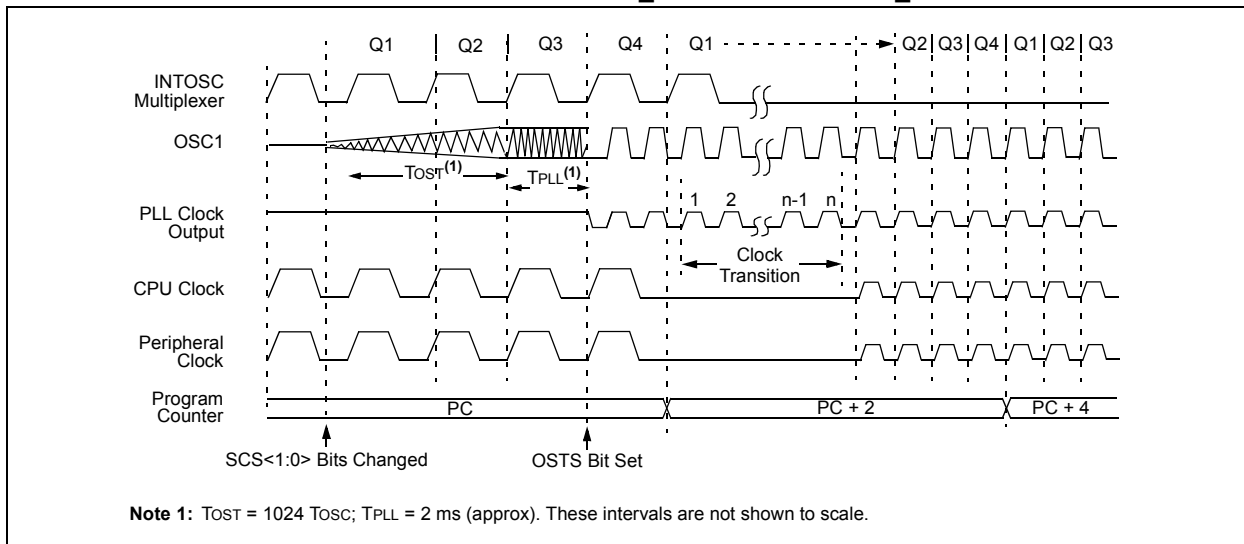 Q1 Q2 Q3 Q4 Q1 Q2 Q3 Q4 Q1 Q2 Q3
INTOSC
Multiplexer
OSC1
TOST(1) TPLL(1)
1 2 n-1 n
PLL Clock
Output
Clock
Transition
CPU Clock
Peripheral
Clock
Program
Counter
PC PC + 2 PC + 4
SCS<1:0> Bits Changed OSTS Bit Set
Note 1: TOST = 1024 TOSC; TPLL = 2 ms (approx). These intervals are not shown to scale.